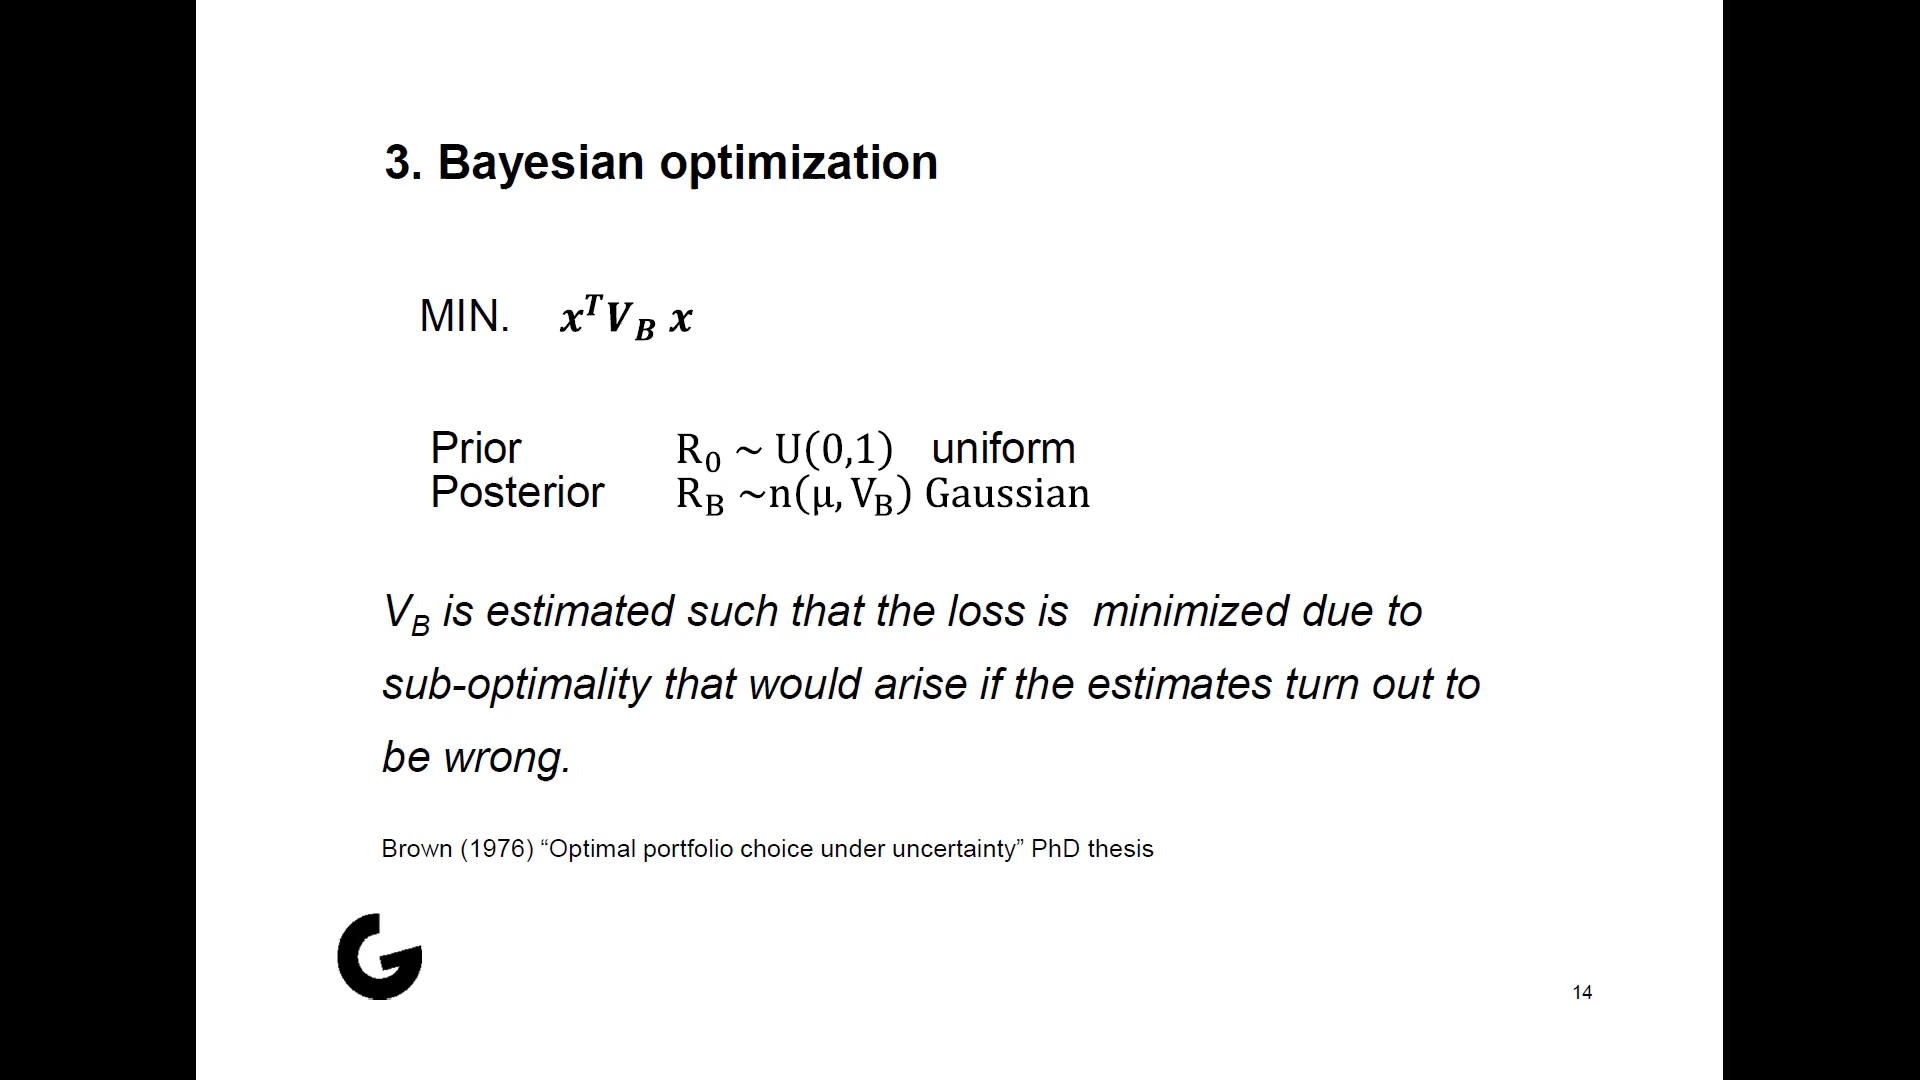 3. Bayesian optimization
MIN. 𝒙ᵀ𝑽_B 𝒙
Prior R₀ ~ U(0,1) uniform
Posterior R_B ~n(μ, V_B) Gaussian
V_B is estimated such that the loss is minimized due to
sub-optimality that would arise if the estimates turn out to
be wrong.
Brown (1976) “Optimal portfolio choice under uncertainty” PhD thesis
G
14